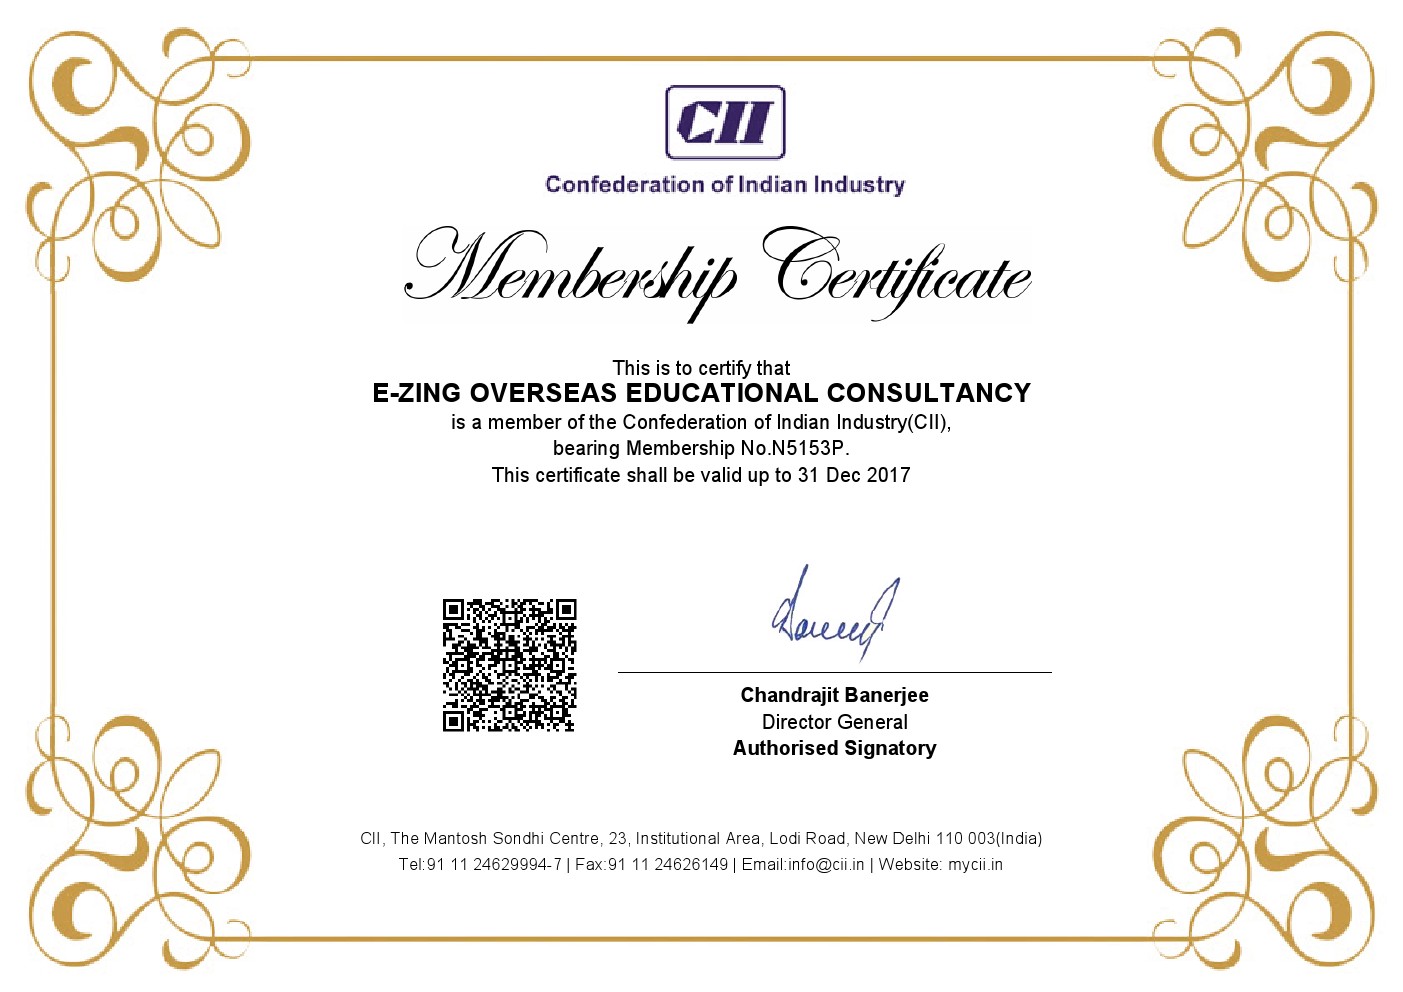 CII
Confederation of Indian Industry
Membership Certificate
This is to certify that
E-ZING OVERSEAS EDUCATIONAL CONSULTANCY
is a member of the Confederation of Indian Industry(CII),
bearing Membership No.N5153P.
This certificate shall be valid up to 31 Dec 2017
Chandrajit Banerjee
Director General
Authorised Signatory
CII, The Mantosh Sondhi Centre, 23, Institutional Area, Lodi Road, New Delhi 110 003(India)
Tel:91 11 24629994-7 | Fax:91 11 24626149 | Email:info@cii.in | Website: mycii.in